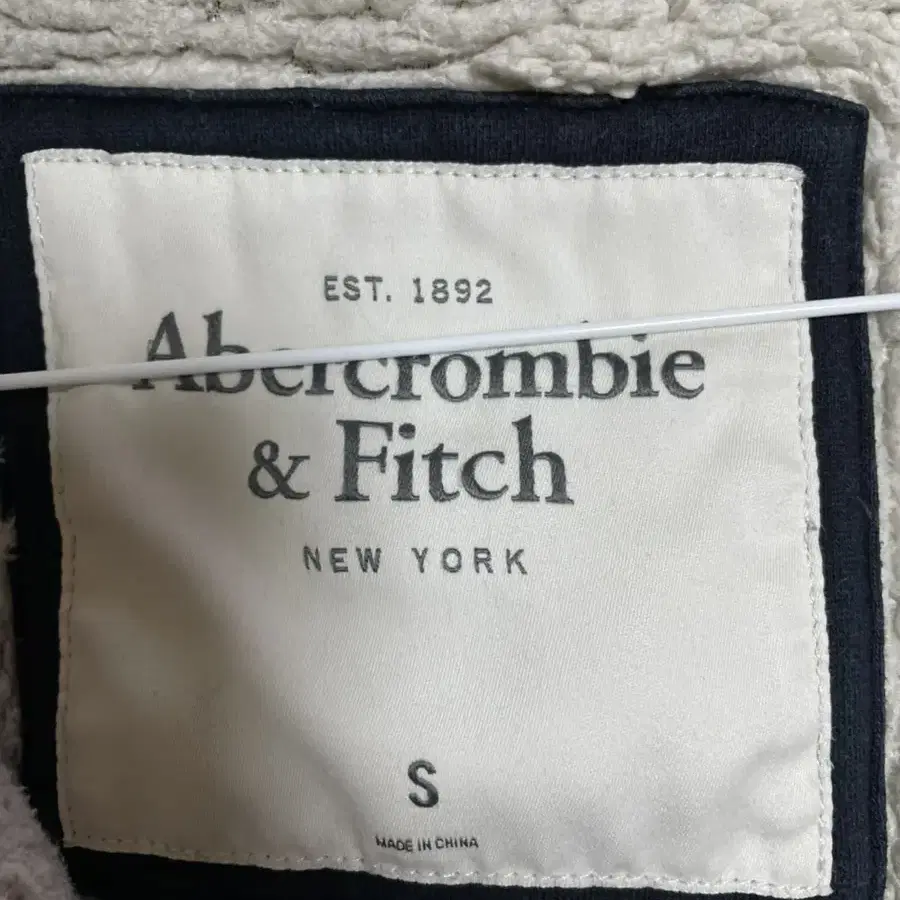 EST. 1892
Abercrombie
& Fitch
NEW YORK
S
MADE IN CHINA